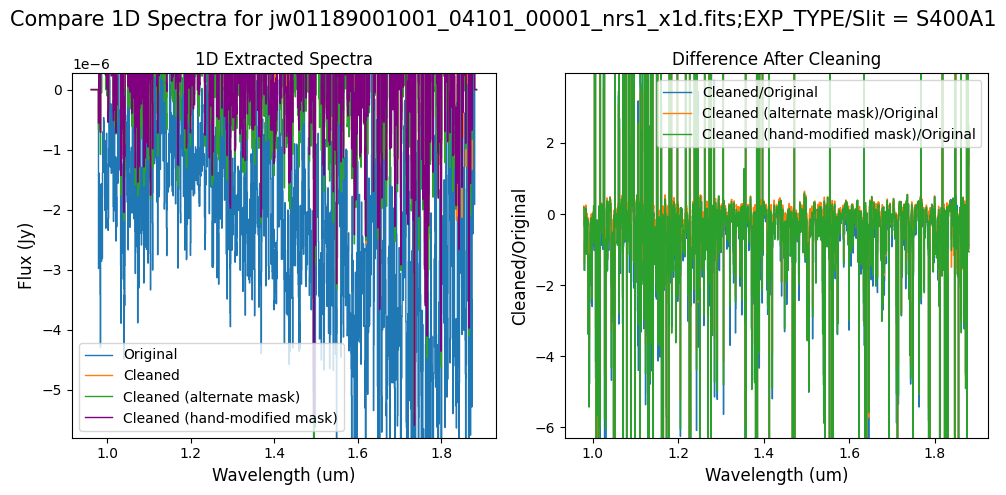 Compare 1D Spectra for jw01189001001_04101_00001_nrs1_x1d.fits;EXP_TYPE/Slit = S400A1
1D Extracted Spectra
1e−6
0
−1
−2
−3
−4
−5
Flux (Jy)
Original
Cleaned
Cleaned (alternate mask)
Cleaned (hand-modified mask)
1.0
1.2
1.4
1.6
1.8
Wavelength (um)
Difference After Cleaning
Cleaned/Original
Cleaned (alternate mask)/Original
Cleaned (hand-modified mask)/Original
2
0
−2
−4
−6
Cleaned/Original
1.0
1.2
1.4
1.6
1.8
Wavelength (um)